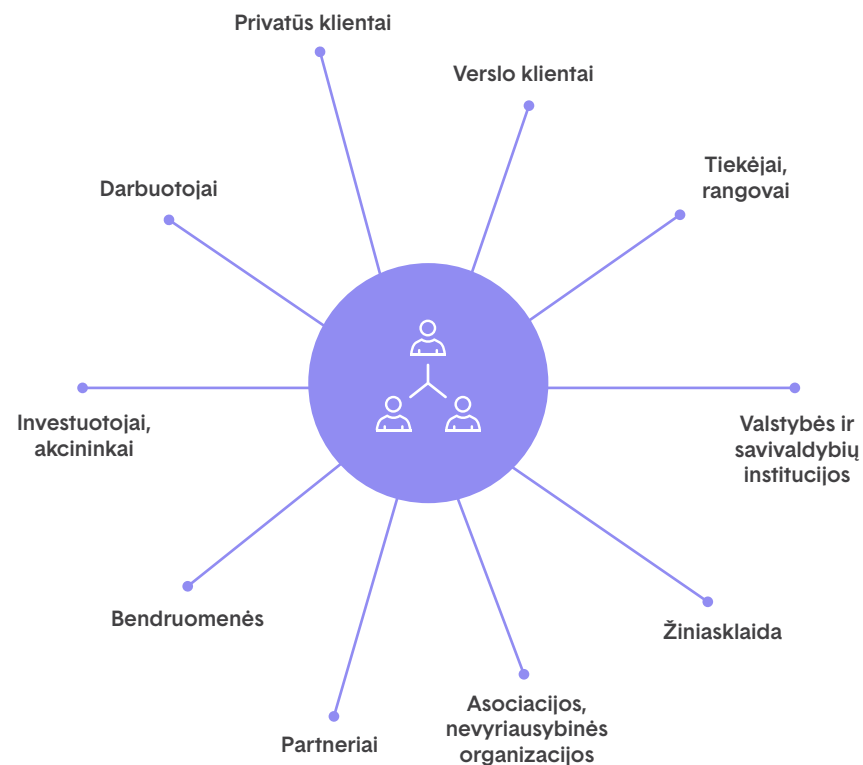 Privatūs klientai
Verslo klientai
Tiekėjai,
rangovai
Darbuotojai
Investuotojai,
akcininkai
Valstybės ir
savivaldybių
institucijos
Bendruomenės
Žiniasklaida
Asociacijos,
nevyriausybinės
organizacijos
Partneriai